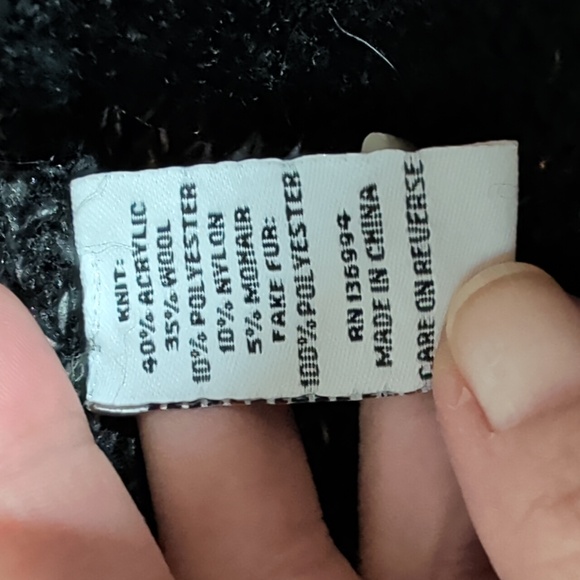 KNIT:
40% ACRYLIC
35% WOOL
10% POLYESTER
10% NYLON
5% MOHAIR
FAKE FUR:
100% POLYESTER
RN 136994
MADE IN CHINA
CARE ON REVERSE